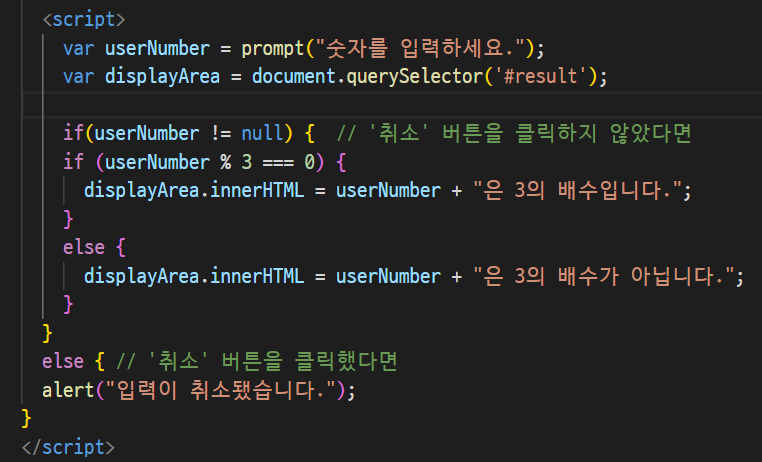 <script>
var userNumber = prompt("숫자를 입력하세요.");
var displayArea = document.querySelector('#result');
if(userNumber != null) {  // '취소' 버튼을 클릭하지 않았다면
if (userNumber % 3 === 0) {
displayArea.innerHTML = userNumber + "은 3의 배수입니다.";
}
else {
displayArea.innerHTML = userNumber + "은 3의 배수가 아닙니다.";
}
}
else { // '취소' 버튼을 클릭했다면
alert("입력이 취소됐습니다.");
}
</script>